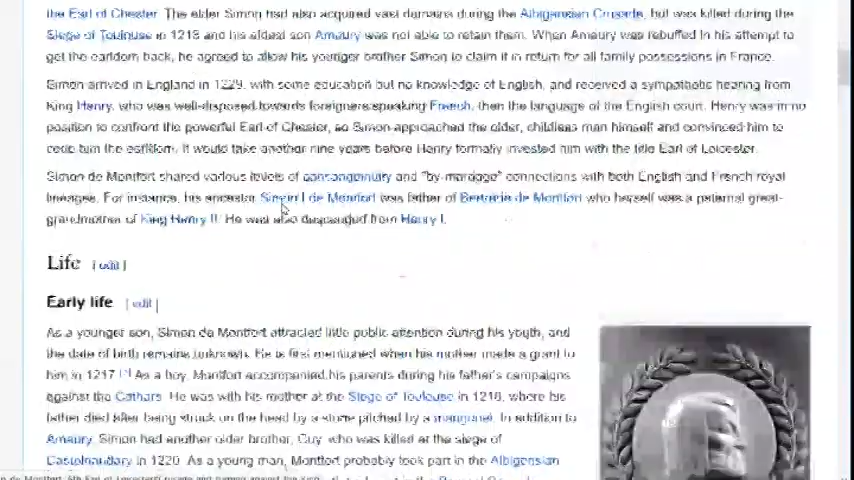 the Earl of Chester. The elder Simon had also acquired vast domains during the Albigensian Crusade, but was killed during the
Siege of Toulouse in 1218 and his eldest son Amaury was not able to retain them. When Amaury was rebuffed in his attempt to
get the earldom back, he agreed to allow his younger brother Simon to claim it in return for all family possessions in France.
Simon arrived in England in 1229, with some education but no knowledge of English, and received a sympathetic hearing from
King Henry, who was well-disposed towards foreigners speaking French, then the language of the English court. Henry was in no
position to confront the powerful Earl of Chester, so Simon approached the older, childless man himself and convinced him to
cede him the earldom. It would take another nine years before Henry formally invested him with the title Earl of Leicester.
Simon de Montfort shared various levels of consanguinity and "by-marriage" connections with both English and French royal
lineages. For instance, his ancestor Simon I de Montfort was father of Bertrade de Montfort who herself was a paternal great-
grandmother of King Henry II. He was also descended from Henry I.
Life [edit]
Early life [edit]
As a younger son, Simon de Montfort attracted little public attention during his youth, and
the date of birth remains unknown. He is first mentioned when his mother made a grant to
him in 1217. As a boy, Montfort accompanied his parents during his father's campaigns
against the Cathars. He was with his mother at the Siege of Toulouse in 1218, where his
father died after being struck on the head by a stone pitched by a mangonel. In addition to
Amaury, Simon had another older brother, Guy, who was killed at the siege of
Castelnaudary in 1220. As a young man, Montfort probably took part in the Albigensian